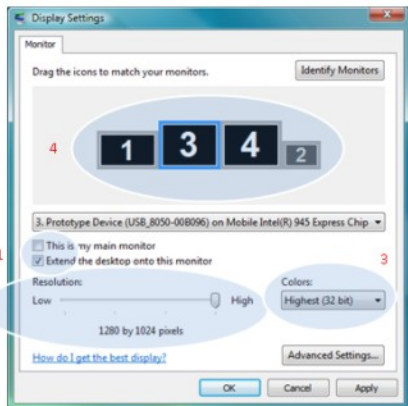 Display Settings
Monitor
Drag the icons to match your monitors.
Identify Monitors
4
1 3 4 2
3. Prototype Device (USB_8050-00B096) on Mobile Intel(R) 945 Express Chip
This is my main monitor
1
Extend the desktop onto this monitor
3
Resolution:
Colors:
Low High
Highest (32 bit)
1280 by 1024 pixels
How do I get the best display?
Advanced Settings...
OK Cancel Apply